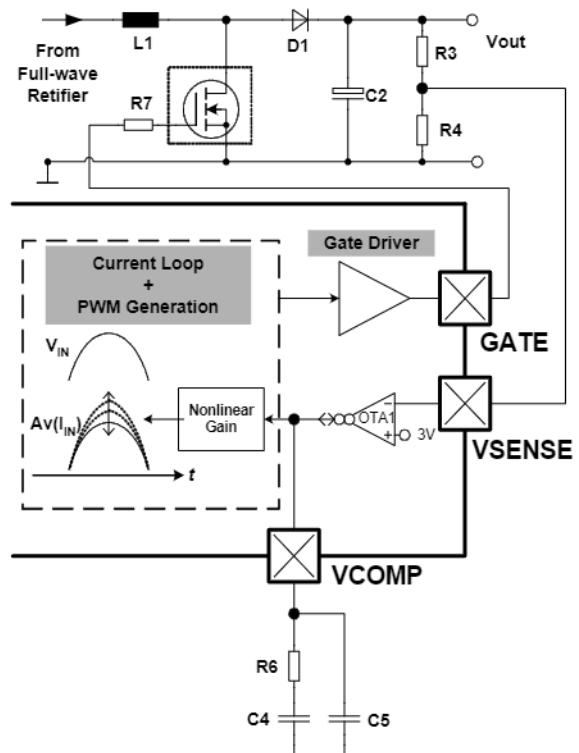 L1
D1
Vout
From
Full-wave
Retifier
R3
R7
C2
R4
Gate Driver
Current Loop
+
PWM Generation
GATE
VIN
Av(IIN)
Nonlinear
Gain
−
OTA1
+
3V
t
VSENSE
VCOMP
R6
C4
C5